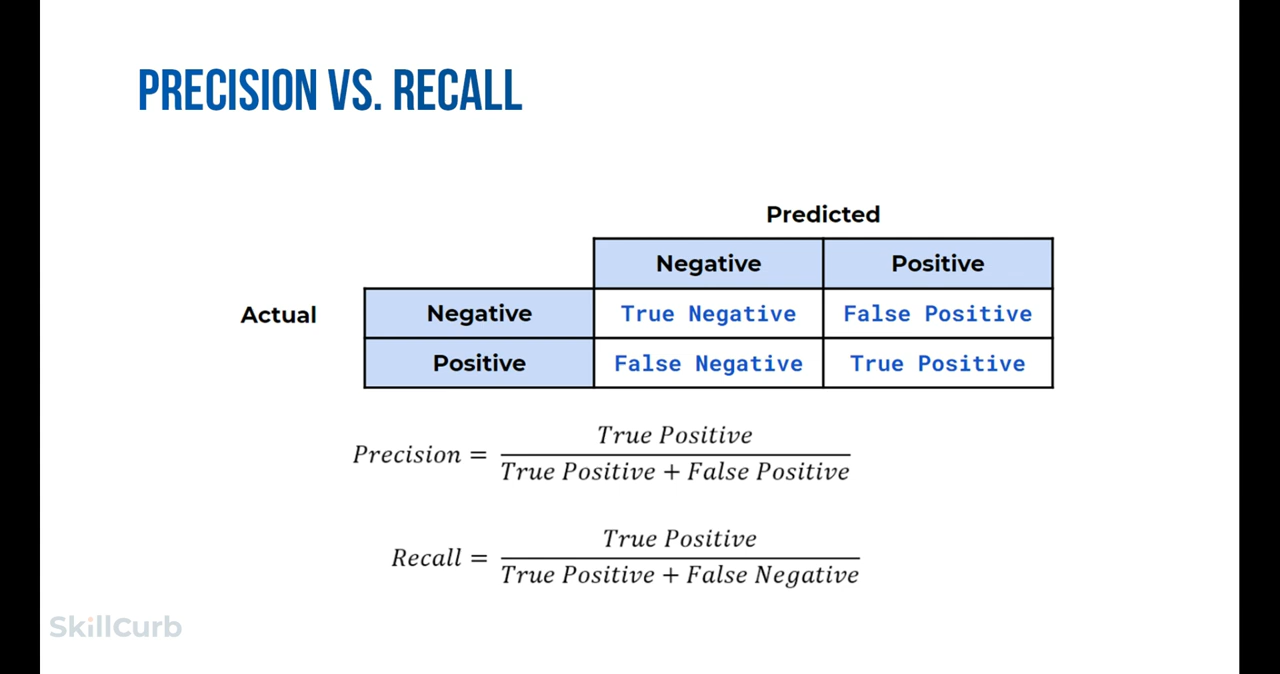 PRECISION VS. RECALL
Predicted
Negative Positive
Actual Negative True Negative False Positive
Positive False Negative True Positive
Precision = True Positive / True Positive + False Positive
Recall = True Positive / True Positive + False Negative
SkillCurb